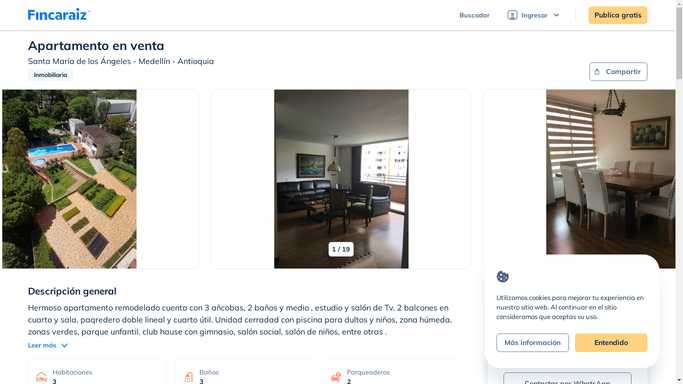 Fincaraiz
Buscador
Ingresar
Publica gratis
Apartamento en venta
Santa María de los Ángeles - Medellín - Antioquia
Inmobiliaria
Compartir
1 / 19
Descripción general
Hermoso apartamento remodelado cuenta con 3 añcobas, 2 baños y medio , estudio y salón de Tv, 2 balcones en
cuarto y sala, paqredero doble lineal y cuarto útil. Unidad cerradad con piscina para dultos y niños, zona húmeda,
zonas verdes, parque unfantil, club hause con gimnasio, salón social, salón de niños, entre otras .
Leer más
Habitaciones
3
Baños
3
Parqueaderos
2
Utilizamos cookies para mejorar tu experiencia en
nuestro sitio web. Al continuar en el sitio
consideramos que aceptas su uso.
Más información
Entendido
Contactar por WhatsApp